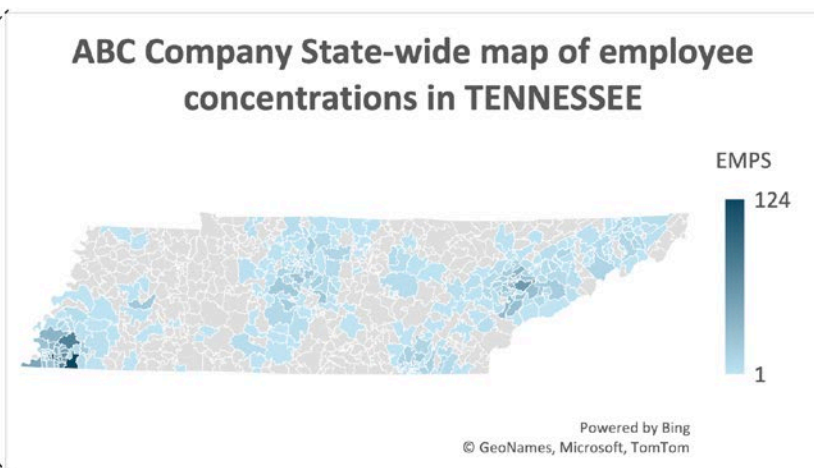 ABC Company State-wide map of employee
concentrations in TENNESSEE
EMPS
124
1
Powered by Bing
© GeoNames, Microsoft, TomTom